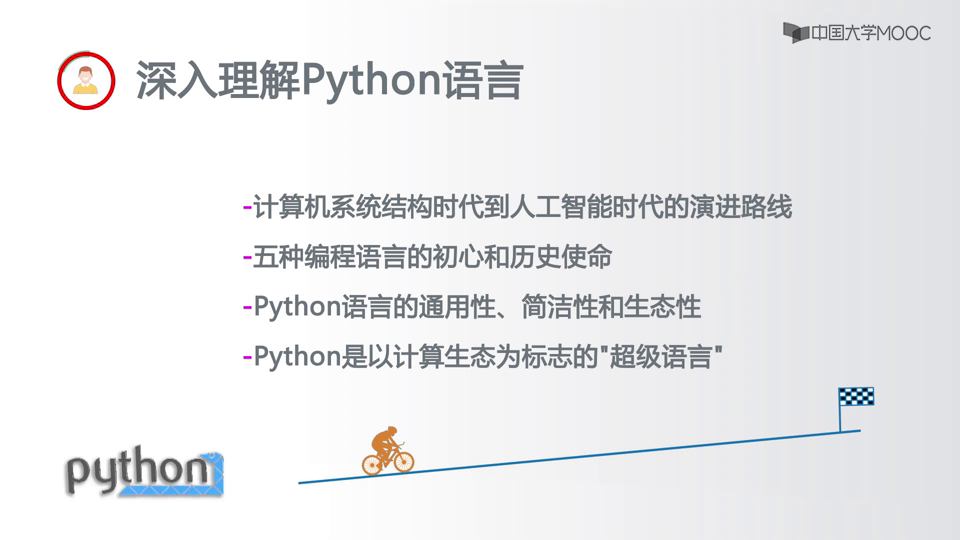 中国大学MOOC
深入理解Python语言
-计算机系统结构时代到人工智能时代的演进路线
-五种编程语言的初心和历史使命
-Python语言的通用性、简洁性和生态性
-Python是以计算生态为标志的"超级语言"
python